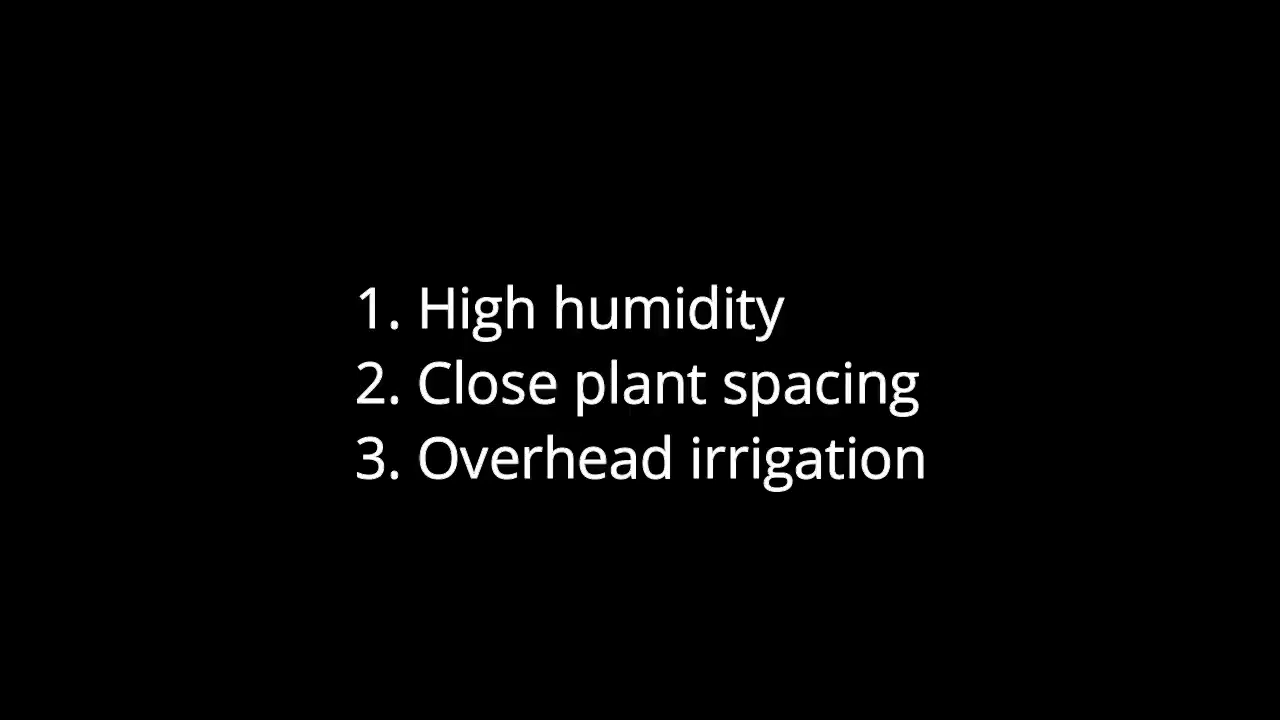 1. High humidity
2. Close plant spacing
3. Overhead irrigation